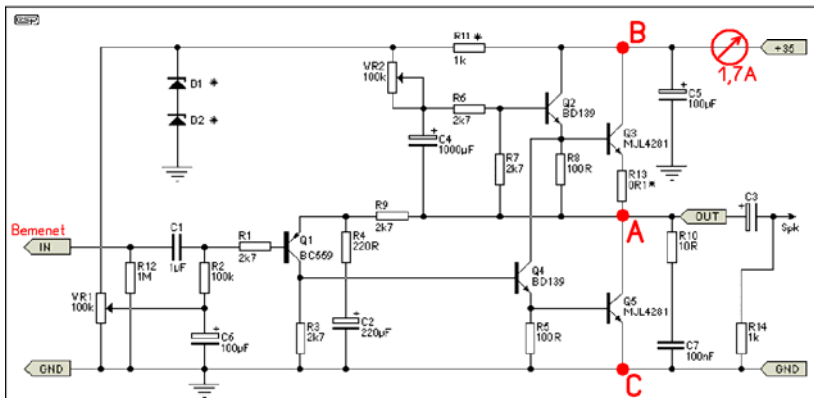 B
R11 *
1k
+35
VR2
100k
1,7A
D1 *
R6
2k7
Q2
BD139
C5
100µF
D2 *
C4
1000µF
Q3
MJL4281
R7
2k7
R8
100R
R13
0R1*
R9
2k7
C3
Bemenet
C1
OUT
IN
R1
A
Spk
1µF
2k7
Q1
BC559
R4
220R
R10
10R
R12
1M
R2
100k
Q4
BD139
VR1
100k
Q5
MJL4281
C6
100µF
R3
2k7
C2
220µF
R5
100R
R14
1k
C7
100nF
GND
C
GND